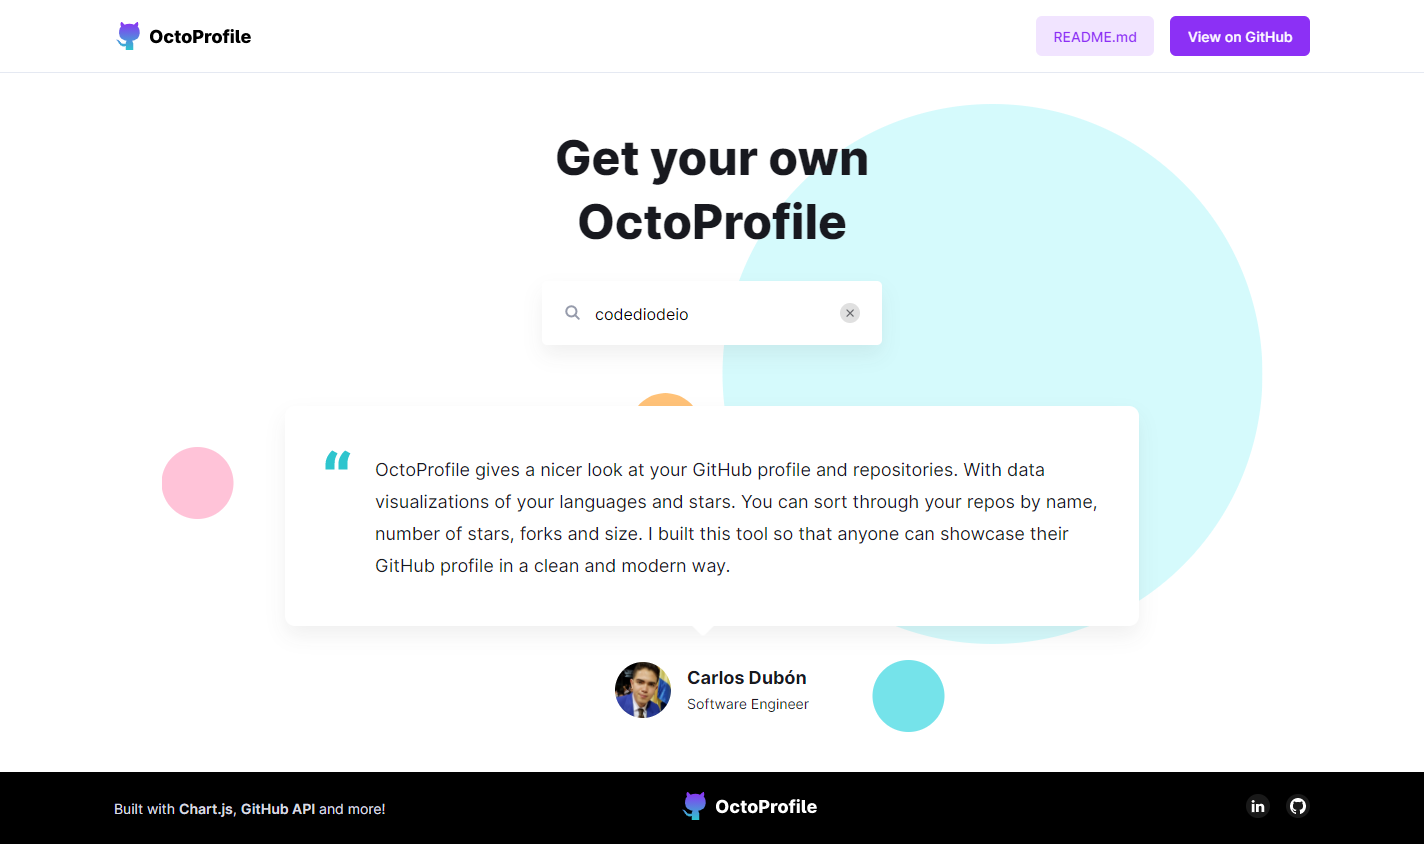 OctoProfile
README.md
View on GitHub
Get your own
OctoProfile
codediodeio
“
OctoProfile gives a nicer look at your GitHub profile and repositories. With data
visualizations of your languages and stars. You can sort through your repos by name,
number of stars, forks and size. I built this tool so that anyone can showcase their
GitHub profile in a clean and modern way.
Carlos Dubón
Software Engineer
Built with Chart.js, GitHub API and more!
OctoProfile
in